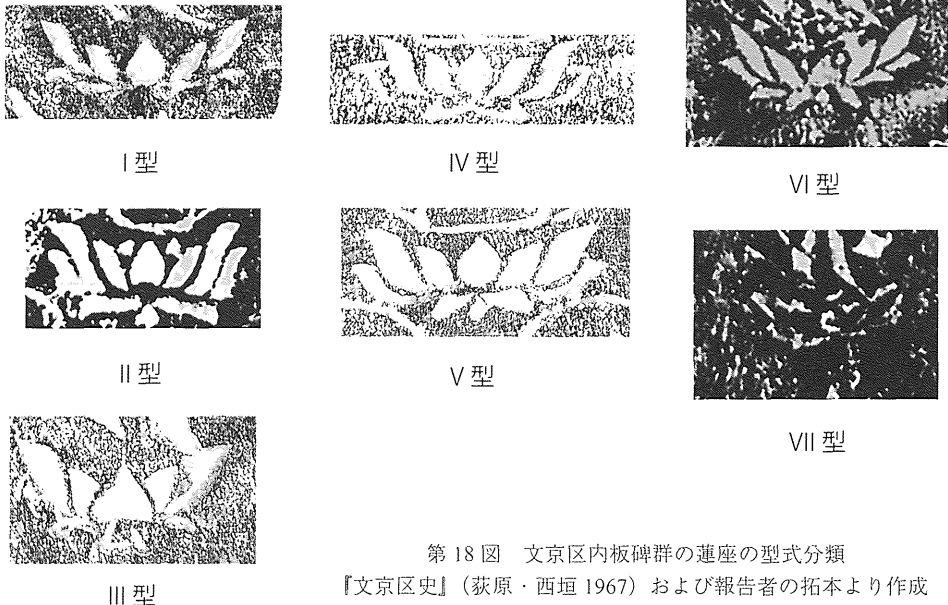 I 型
IV 型
VI 型
II 型
V 型
VII 型
III 型
第 18 図　文京区内板碑群の蓮座の型式分類
『文京区史』（荻原・西垣 1967）および報告者の拓本より作成